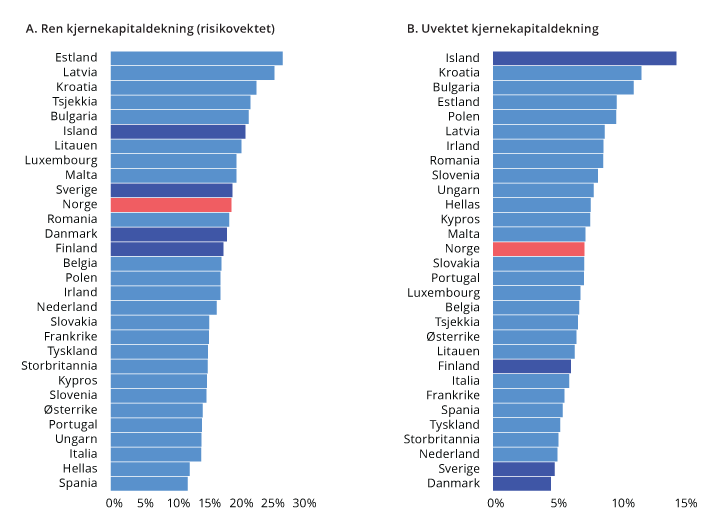 A. Ren kjernekapitaldekning (risikovektet)
Estland
Latvia
Kroatia
Tsjekkia
Bulgaria
Island
Litauen
Luxembourg
Malta
Sverige
Norge
Romania
Danmark
Finland
Belgia
Polen
Irland
Nederland
Slovakia
Frankrike
Tyskland
Storbritannia
Kypros
Slovenia
Østerrike
Portugal
Ungarn
Italia
Hellas
Spania
0% 5% 10% 15% 20% 25% 30%
B. Uvektet kjernekapitaldekning
Island
Kroatia
Bulgaria
Estland
Polen
Latvia
Irland
Romania
Slovenia
Ungarn
Hellas
Kypros
Malta
Norge
Slovakia
Portugal
Luxembourg
Belgia
Tsjekkia
Østerrike
Litauen
Finland
Italia
Frankrike
Spania
Tyskland
Storbritannia
Nederland
Sverige
Danmark
0% 5% 10% 15%